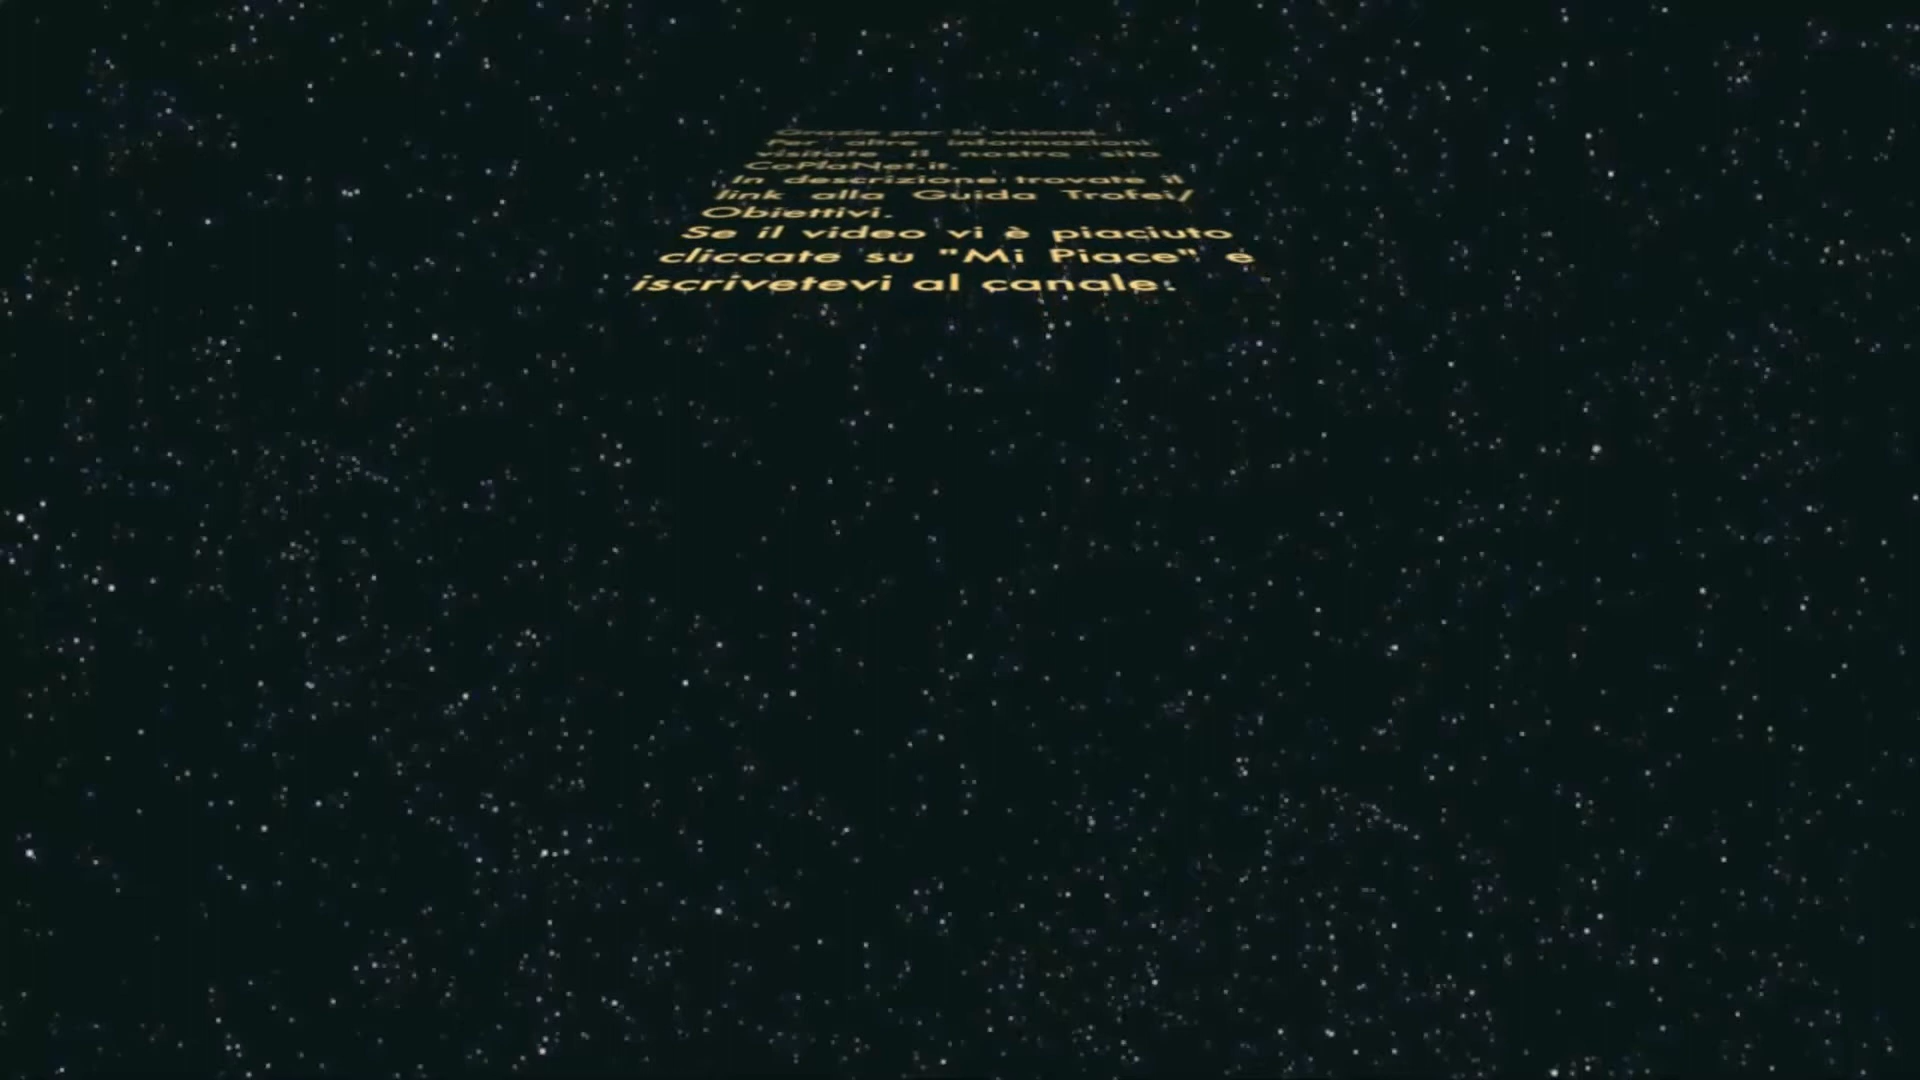 Grazie per la visione.
Per altre informazioni
visitate il nostro sito
CoPlaNet.it.
In descrizione trovate il
link alla Guida Trofei/
Obiettivi.
Se il video vi è piaciuto
cliccate su "Mi Piace" e
iscrivetevi al canale.